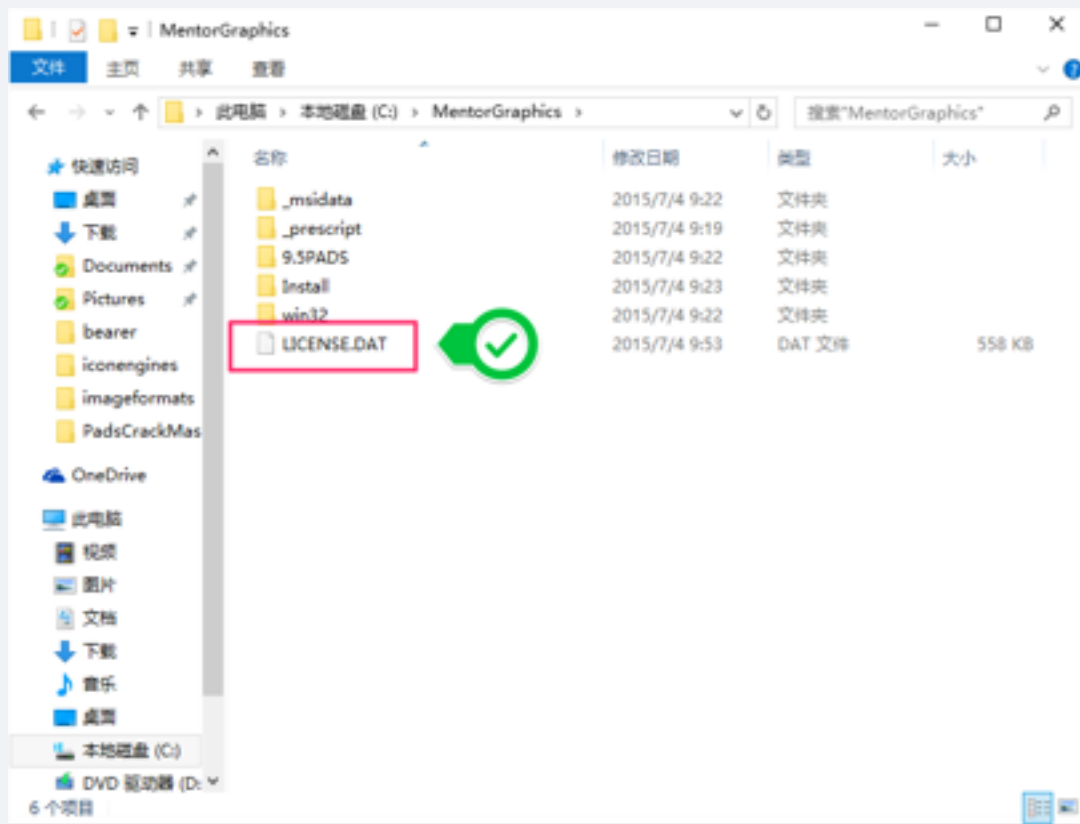 MentorGraphics
文件 主页 共享 查看
此电脑 本地磁盘 (C:) MentorGraphics 搜索"MentorGraphics"
名称 修改日期 类型 大小
快速访问
桌面
下载
Documents
Pictures
bearer
iconengines
imageformats
PadsCrackMas
OneDrive
此电脑
视频
图片
文档
下载
音乐
桌面
本地磁盘 (C:)
DVD 驱动器 (D:
_msidata 2015/7/4 9:22 文件夹
_prescript 2015/7/4 9:19 文件夹
9.5PADS 2015/7/4 9:22 文件夹
Install 2015/7/4 9:23 文件夹
win32 2015/7/4 9:22 文件夹
LICENSE.DAT 2015/7/4 9:53 DAT 文件 558 KB
6 个项目